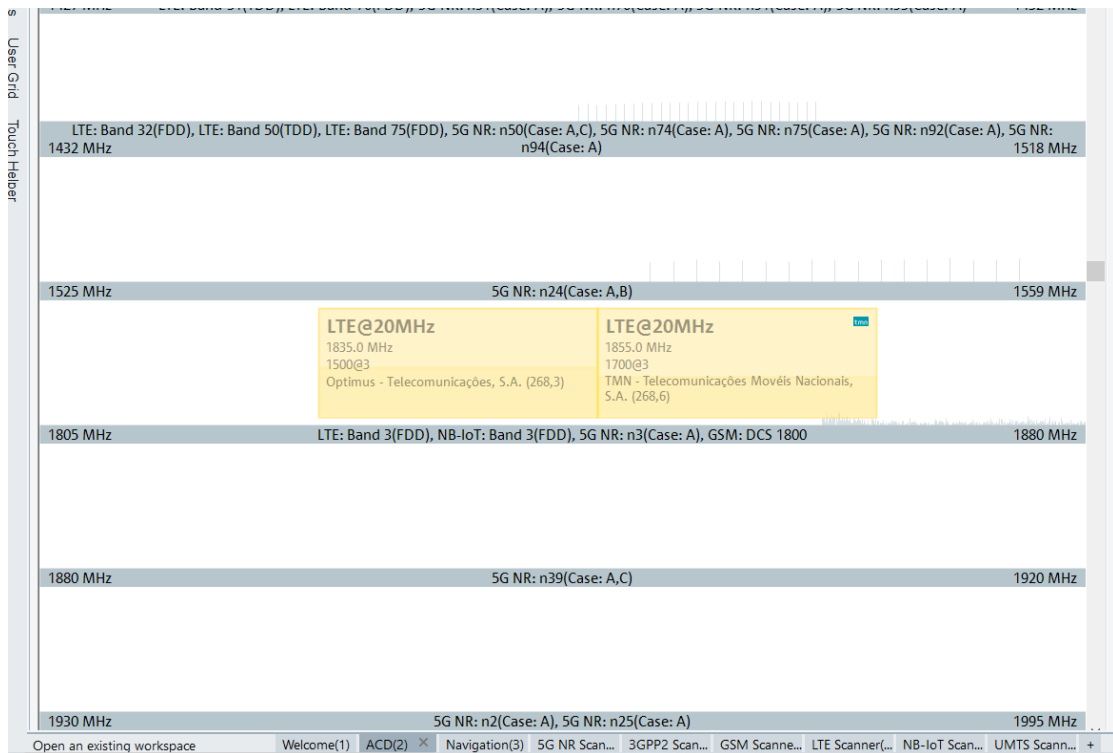 s
User Grid
Touch Helper
LTE: Band 32(FDD), LTE: Band 50(TDD), LTE: Band 75(FDD), 5G NR: n50(Case: A,C), 5G NR: n74(Case: A), 5G NR: n75(Case: A), 5G NR: n92(Case: A), 5G NR:
1432 MHz n94(Case: A) 1518 MHz
1525 MHz 5G NR: n24(Case: A,B) 1559 MHz
LTE@20MHz
1835.0 MHz
1500@3
Optimus - Telecomunicações, S.A. (268,3)
LTE@20MHz
tmn
1855.0 MHz
1700@3
TMN - Telecomunicações Movéis Nacionais,
S.A. (268,6)
1805 MHz LTE: Band 3(FDD), NB-IoT: Band 3(FDD), 5G NR: n3(Case: A), GSM: DCS 1800 1880 MHz
1880 MHz 5G NR: n39(Case: A,C) 1920 MHz
1930 MHz 5G NR: n2(Case: A), 5G NR: n25(Case: A) 1995 MHz
Open an existing workspace Welcome(1) ACD(2) × Navigation(3) 5G NR Scan... 3GPP2 Scan... GSM Scanne... LTE Scanner(... NB-IoT Scan... UMTS Scann... +